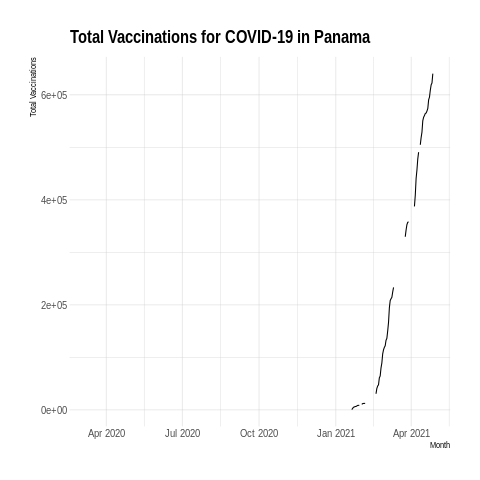 Total Vaccinations for COVID-19 in Panama
Total Vaccinations
6e+05
4e+05
2e+05
0e+00
Apr 2020 Jul 2020 Oct 2020 Jan 2021 Apr 2021
Month